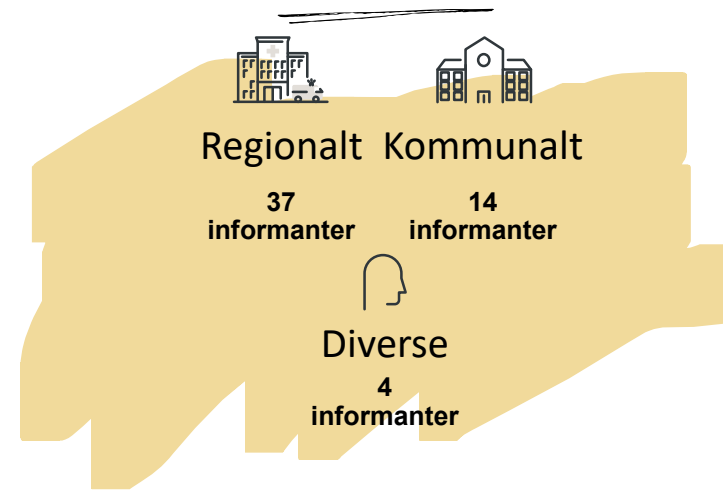 Regionalt Kommunalt
37 14
informanter informanter
Diverse
4
informanter